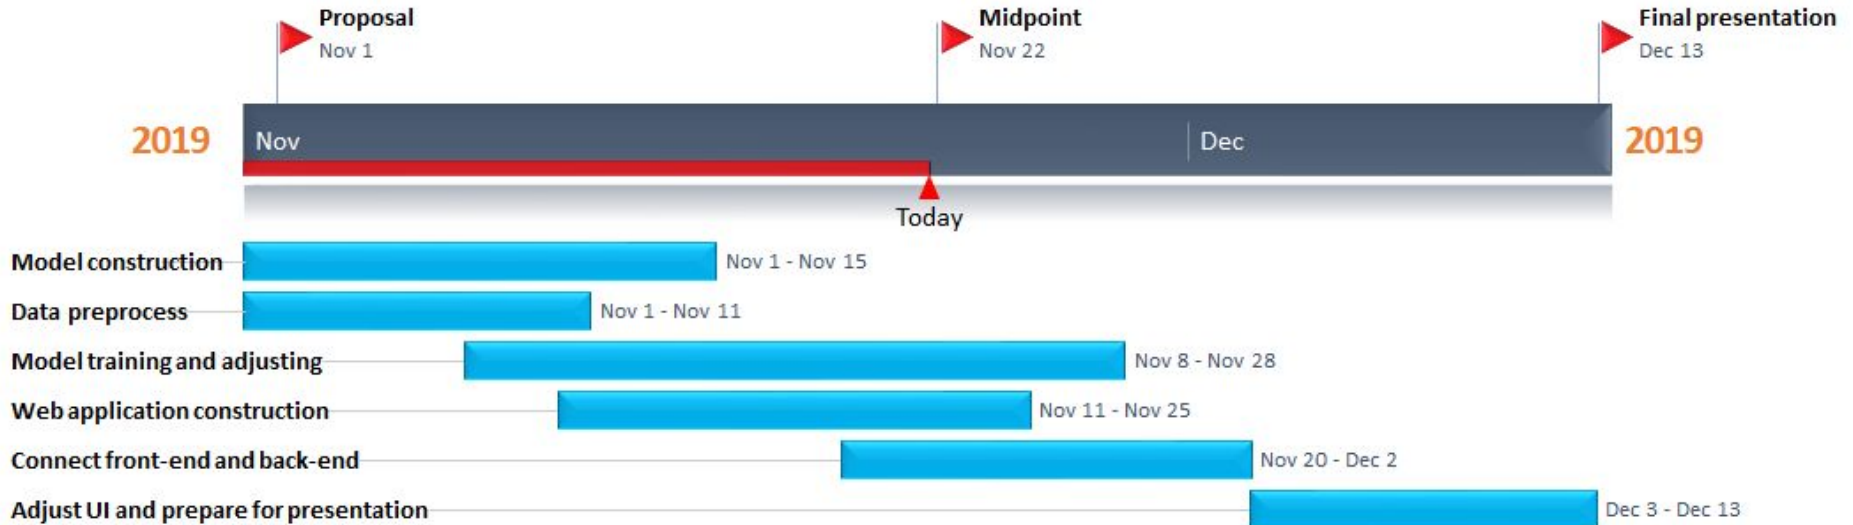 Proposal
Nov 1
Midpoint
Nov 22
Final presentation
Dec 13
2019
Nov
Dec
2019
Today
Model construction
Nov 1 - Nov 15
Data preprocess
Nov 1 - Nov 11
Model training and adjusting
Nov 8 - Nov 28
Web application construction
Nov 11 - Nov 25
Connect front-end and back-end
Nov 20 - Dec 2
Adjust UI and prepare for presentation
Dec 3 - Dec 13